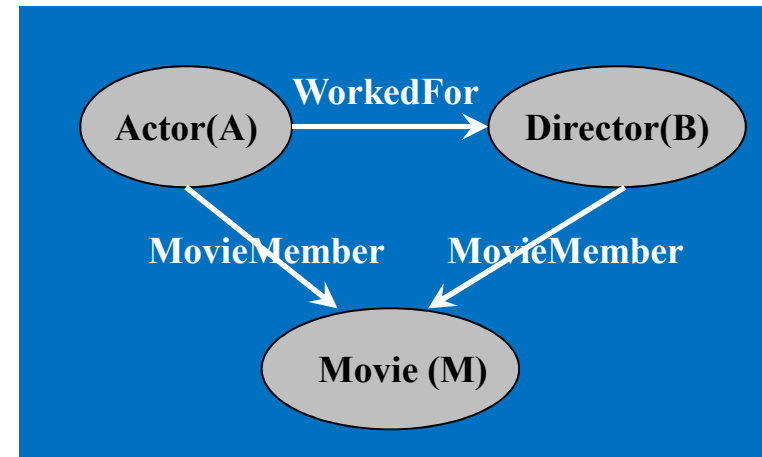 WorkedFor
Actor(A)
Director(B)
MovieMember
MovieMember
Movie (M)